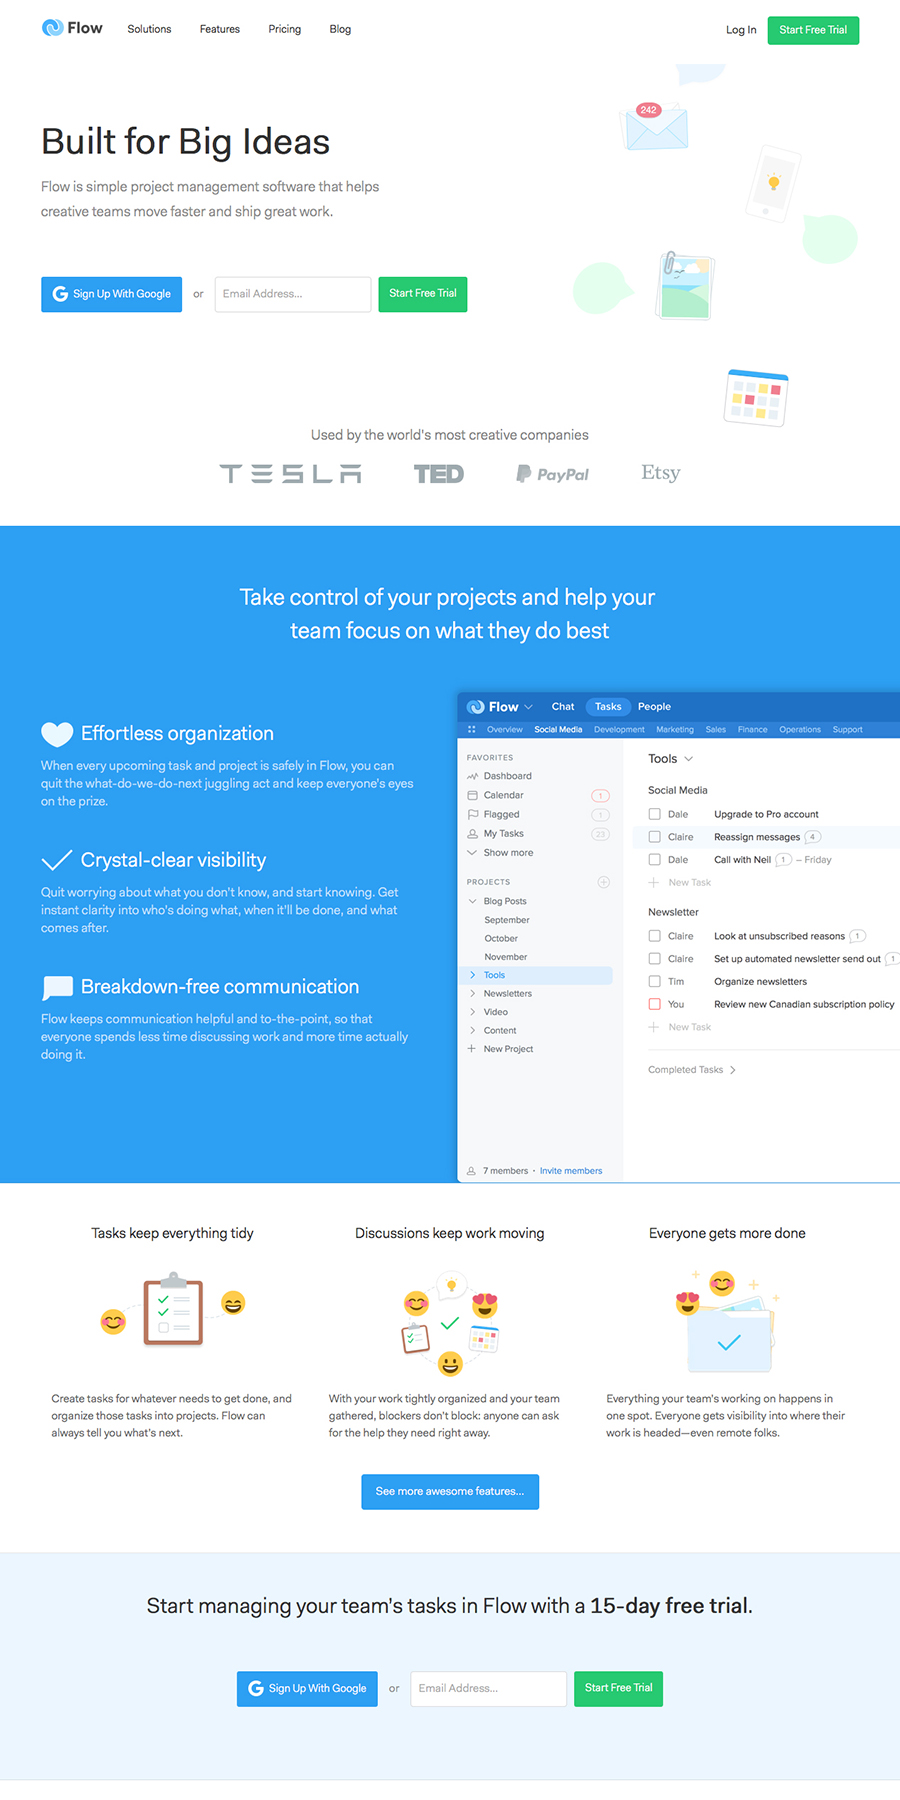 Flow
Solutions
Features
Pricing
Blog
Log In
Start Free Trial
242
Built for Big Ideas
Flow is simple project management software that helps
creative teams move faster and ship great work.
Sign Up With Google
or
Email Address...
Start Free Trial
Used by the world's most creative companies
TESLA
TED
PayPal
Etsy
Take control of your projects and help your
team focus on what they do best
Effortless organization
When every upcoming task and project is safely in Flow, you can
quit the what-do-we-do-next juggling act and keep everyone's eyes
on the prize.
Crystal-clear visibility
Quit worrying about what you don't know, and start knowing. Get
instant clarity into who's doing what, when it'll be done, and what
comes after.
Breakdown-free communication
Flow keeps communication helpful and to-the-point, so that
everyone spends less time discussing work and more time actually
doing it.
Flow
Chat
Tasks
People
Overview
Social Media
Development
Marketing
Sales
Finance
Operations
Support
FAVORITES
Dashboard
Calendar 1
Flagged 1
My Tasks 23
Show more
PROJECTS
Blog Posts
September
October
November
Tools
Newsletters
Video
Content
New Project
7 members · Invite members
Tools
Social Media
Dale Upgrade to Pro account
Claire Reassign messages 4
Dale Call with Neil 1 – Friday
New Task
Newsletter
Claire Look at unsubscribed reasons 1
Claire Set up automated newsletter send out 1
Tim Organize newsletters
You Review new Canadian subscription policy
New Task
Completed Tasks
Tasks keep everything tidy
Create tasks for whatever needs to get done, and
organize those tasks into projects. Flow can
always tell you what's next.
Discussions keep work moving
With your work tightly organized and your team
gathered, blockers don't block: anyone can ask
for the help they need right away.
Everyone gets more done
Everything your team's working on happens in
one spot. Everyone gets visibility into where their
work is headed—even remote folks.
See more awesome features...
Start managing your team's tasks in Flow with a 15-day free trial.
Sign Up With Google
or
Email Address...
Start Free Trial